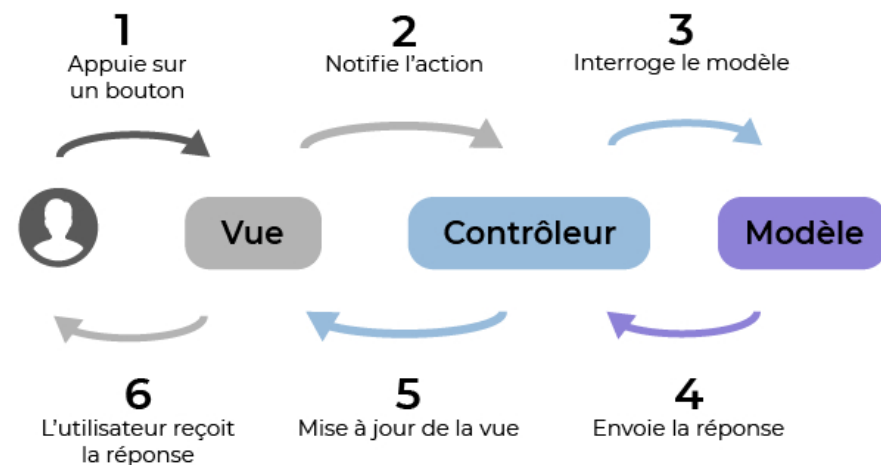 1
Appuie sur
un bouton
2
Notifie l'action
3
Interroge le modèle
Vue
Contrôleur
Modèle
6
L'utilisateur reçoit
la réponse
5
Mise à jour de la vue
4
Envoie la réponse